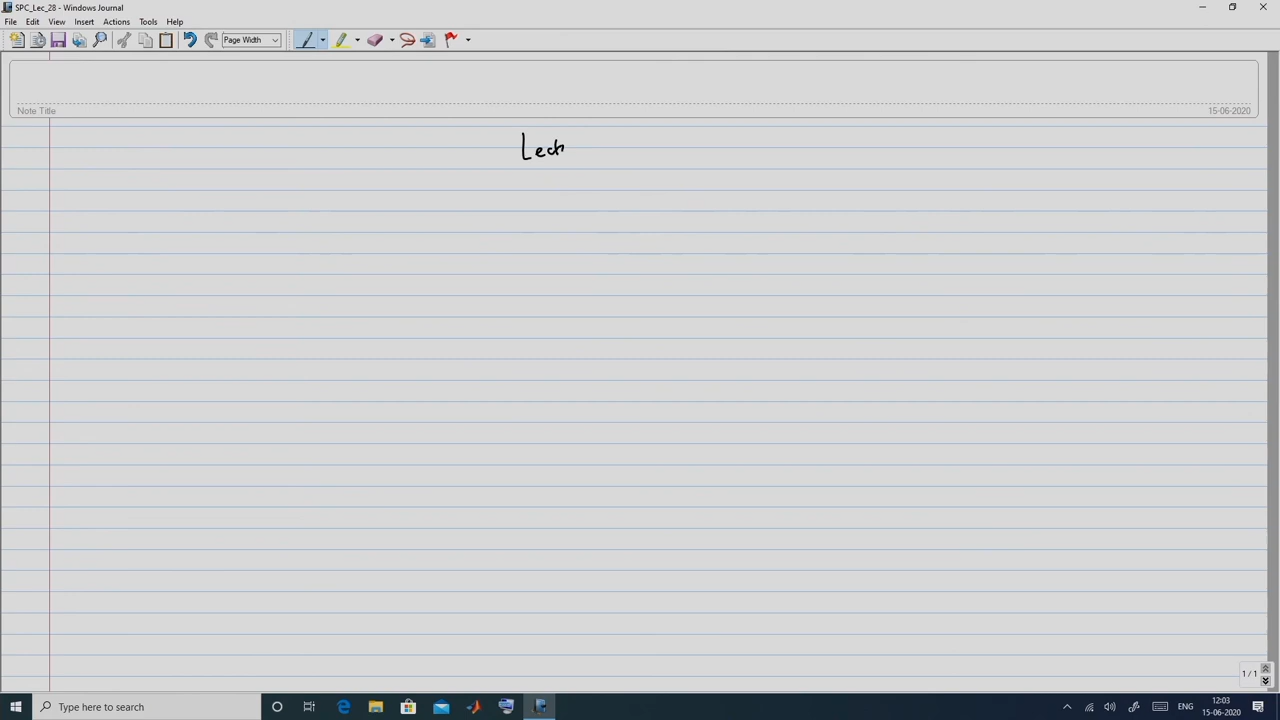 SPC_Lec_28 - Windows Journal
File Edit View Insert Actions Tools Help
Page Width
Note Title
15-06-2020
Lect
1 / 1
Type here to search
ENG
12:03
15-06-2020